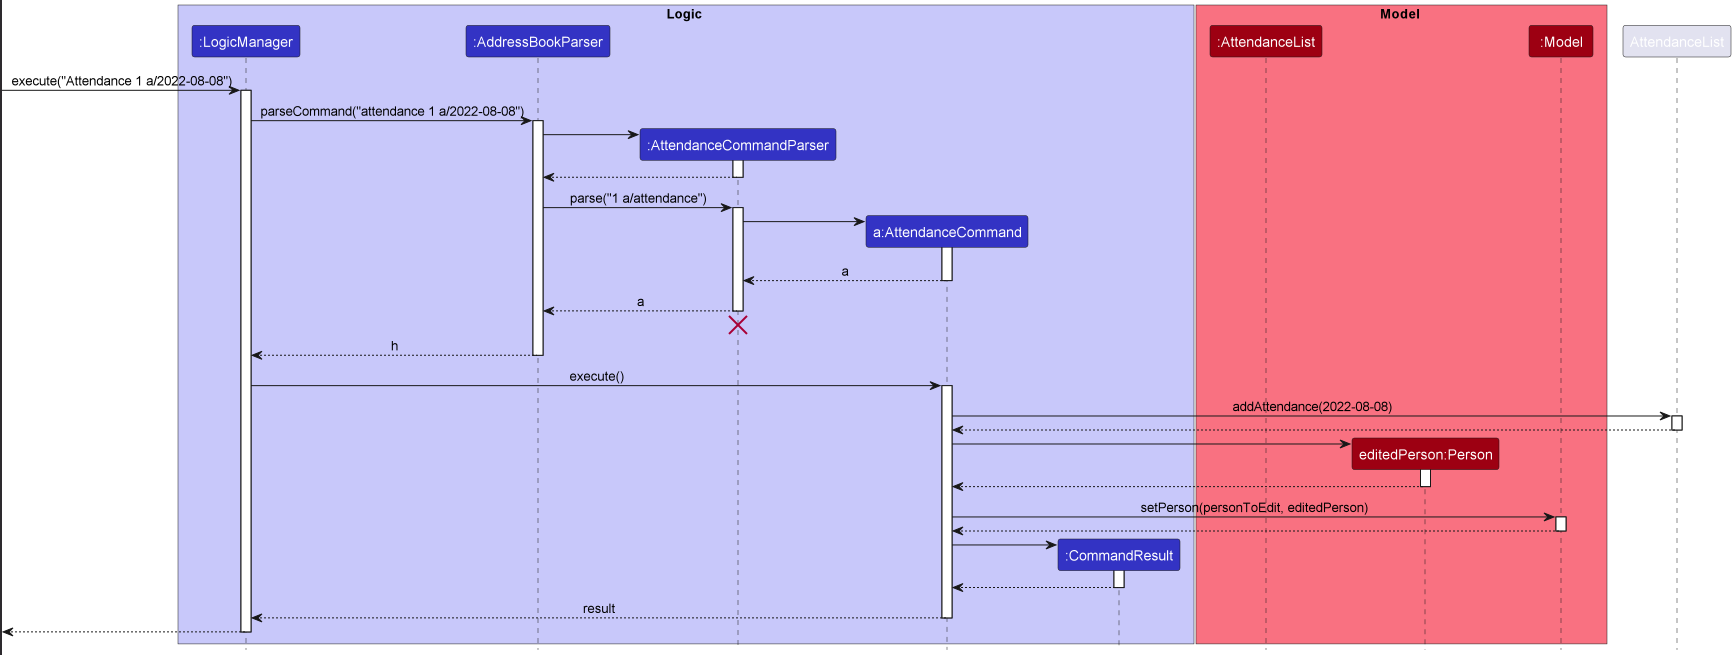 Logic
Model
:LogicManager
:AddressBookParser
:AttendanceList
:Model
AttendanceList
execute("Attendance 1 a/2022-08-08")
parseCommand("attendance 1 a/2022-08-08")
:AttendanceCommandParser
parse("1 a/attendance")
a:AttendanceCommand
a
a
h
execute()
addAttendance(2022-08-08)
editedPerson:Person
setPerson(personToEdit, editedPerson)
:CommandResult
result